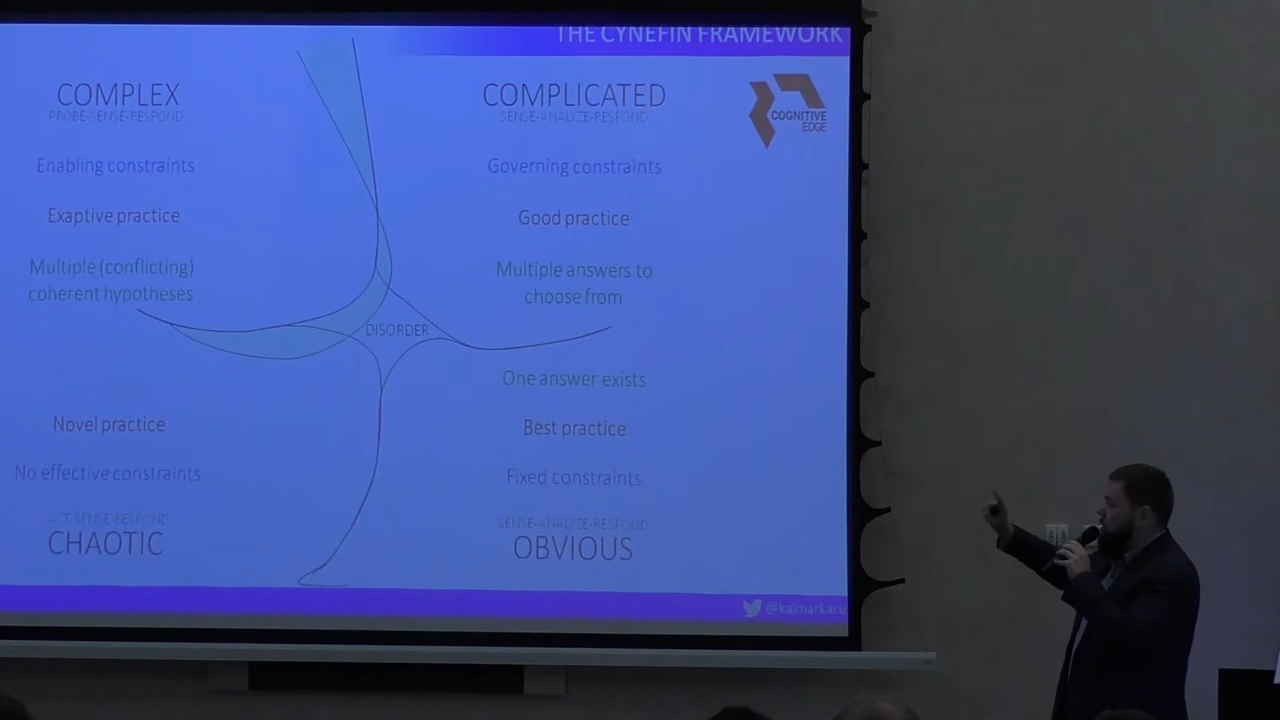 THE CYNEFIN FRAMEWORK
COMPLEX
PROBE-SENSE-RESPOND
Enabling constraints
Exaptive practice
Multiple (conflicting)
coherent hypotheses
COMPLICATED
SENSE-ANALYZE-RESPOND
Governing constraints
Good practice
Multiple answers to
choose from
COGNITIVE
EDGE
DISORDER
Novel practice
No effective constraints
ACT-SENSE-RESPOND
CHAOTIC
One answer exists
Best practice
Fixed constraints
SENSE-ANALYZE-RESPOND
OBVIOUS
@kaimarkaru